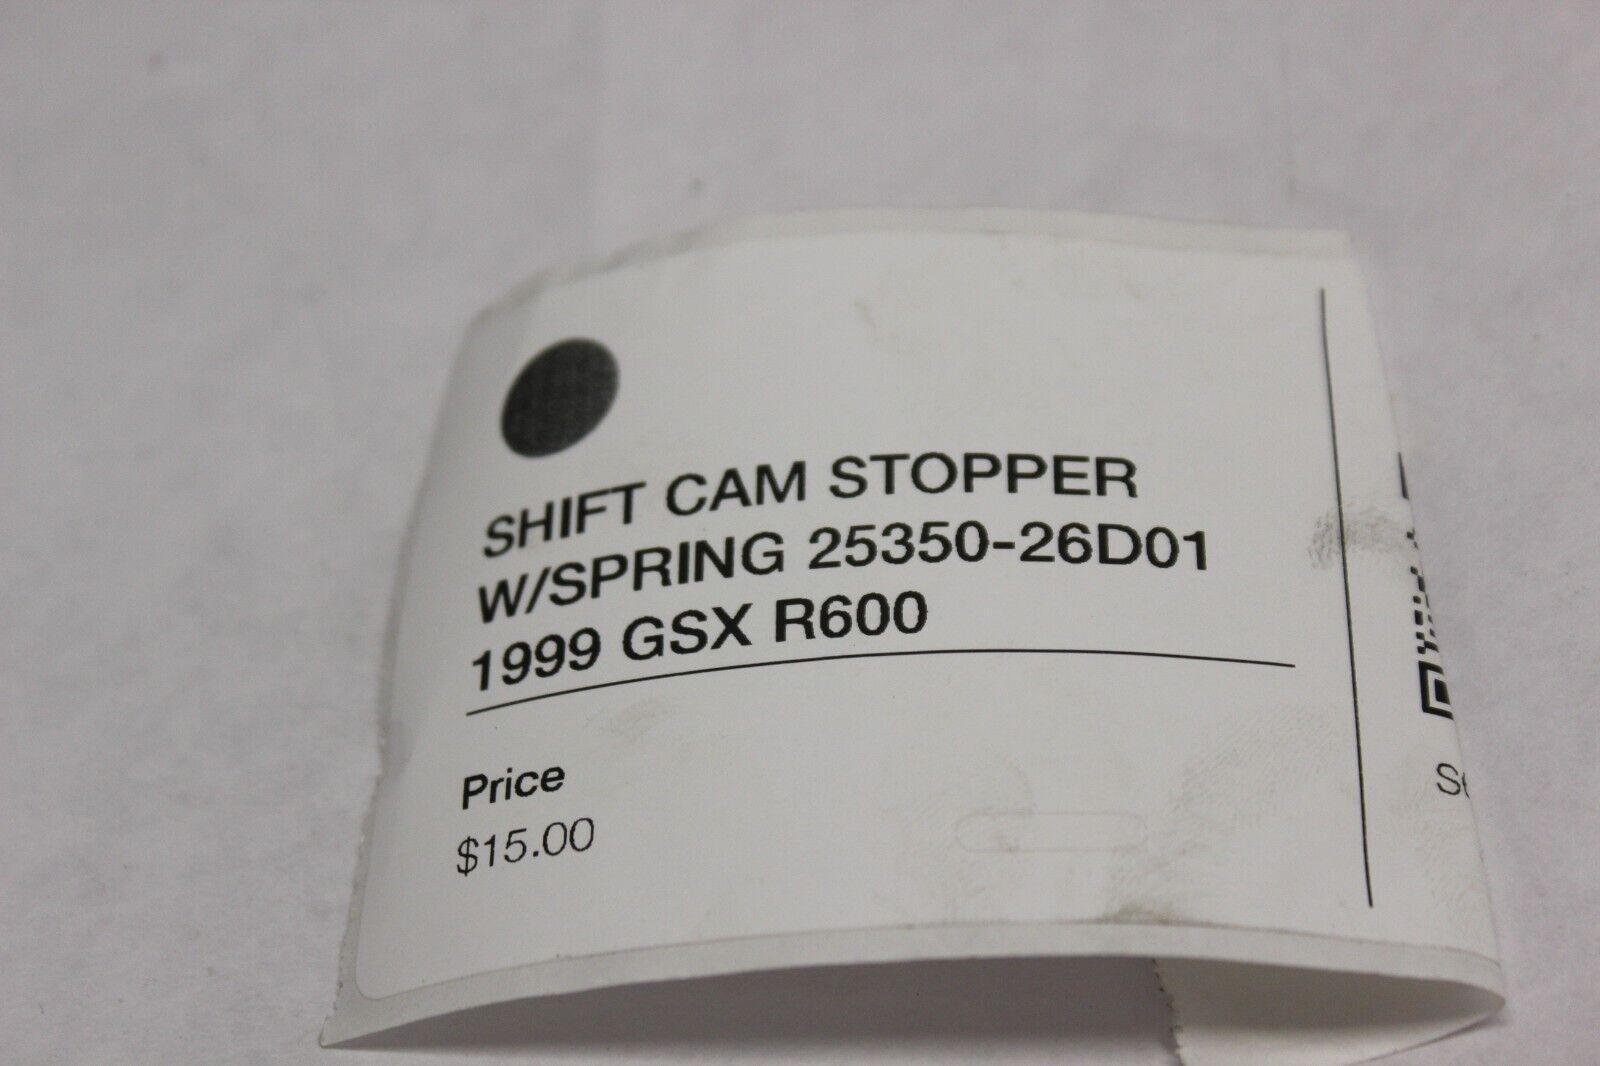 SHIFT CAM STOPPER
W/SPRING 25350-26D01
1999 GSX R600
Price
$15.00